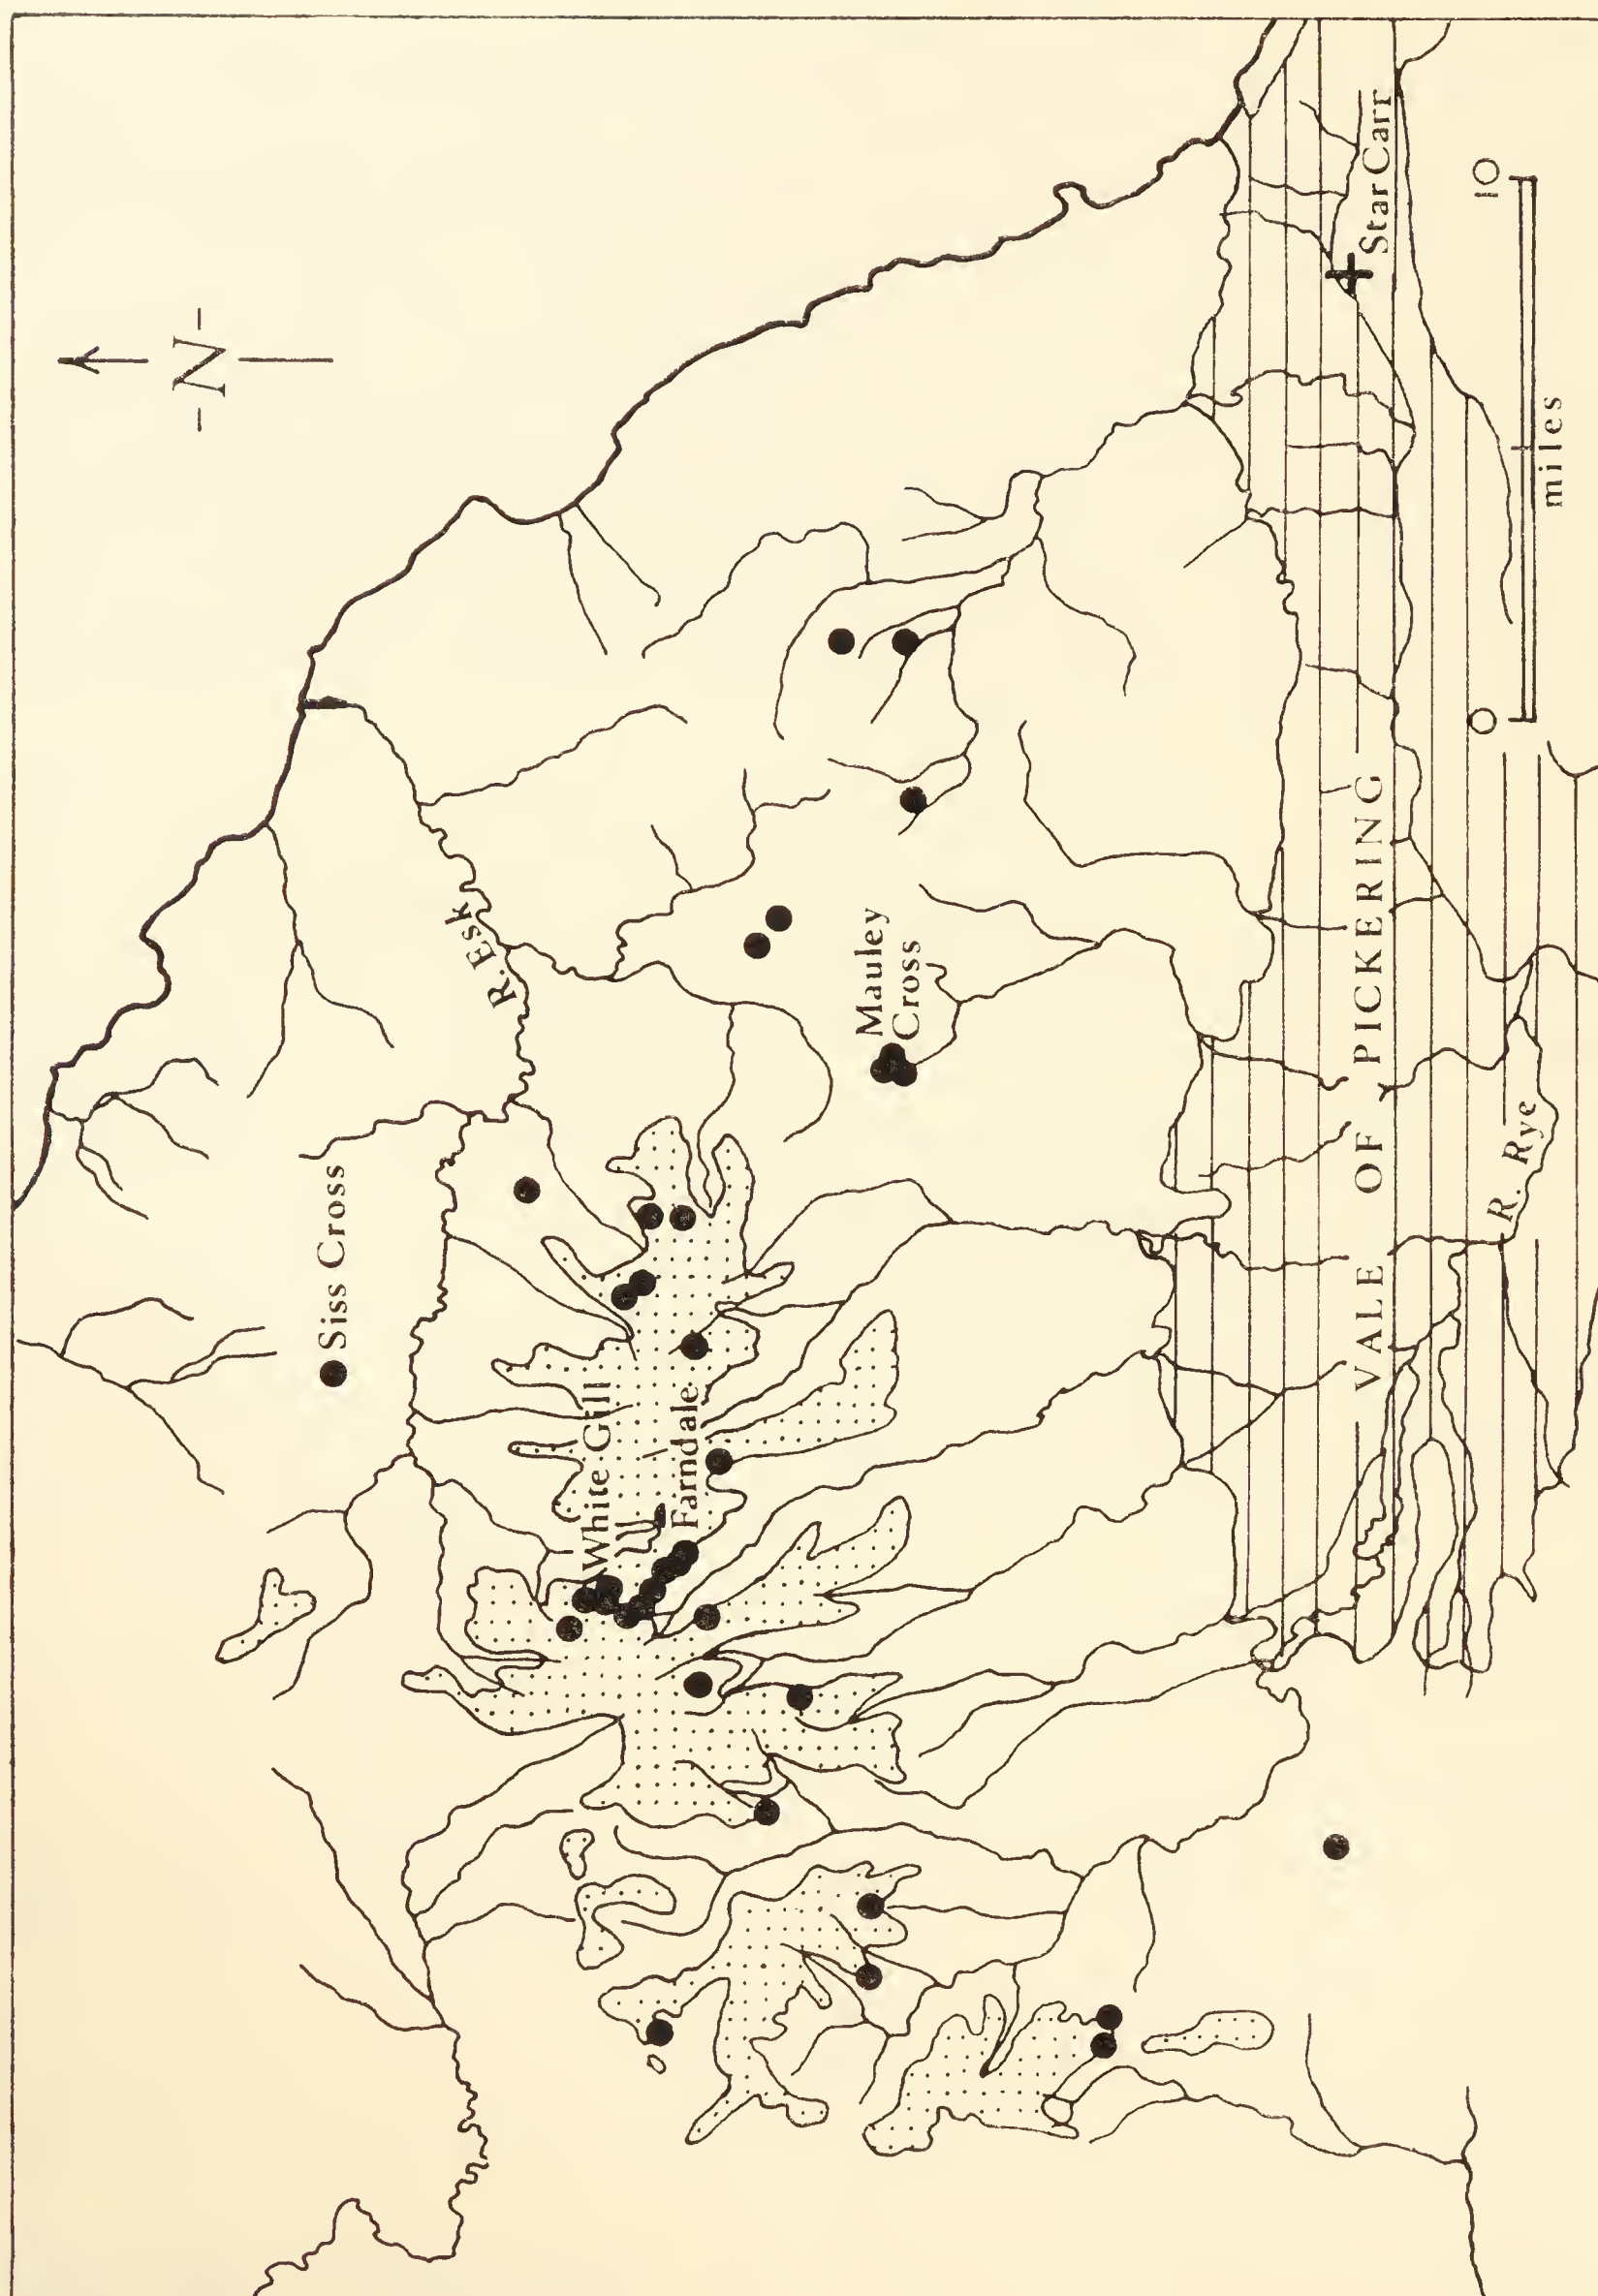 -N-
Siss Cross
R. Esk
White Gill
Farndale
Mauley
Cross
Star Carr
VALE OF PICKERING
R. Rye
0
10
miles